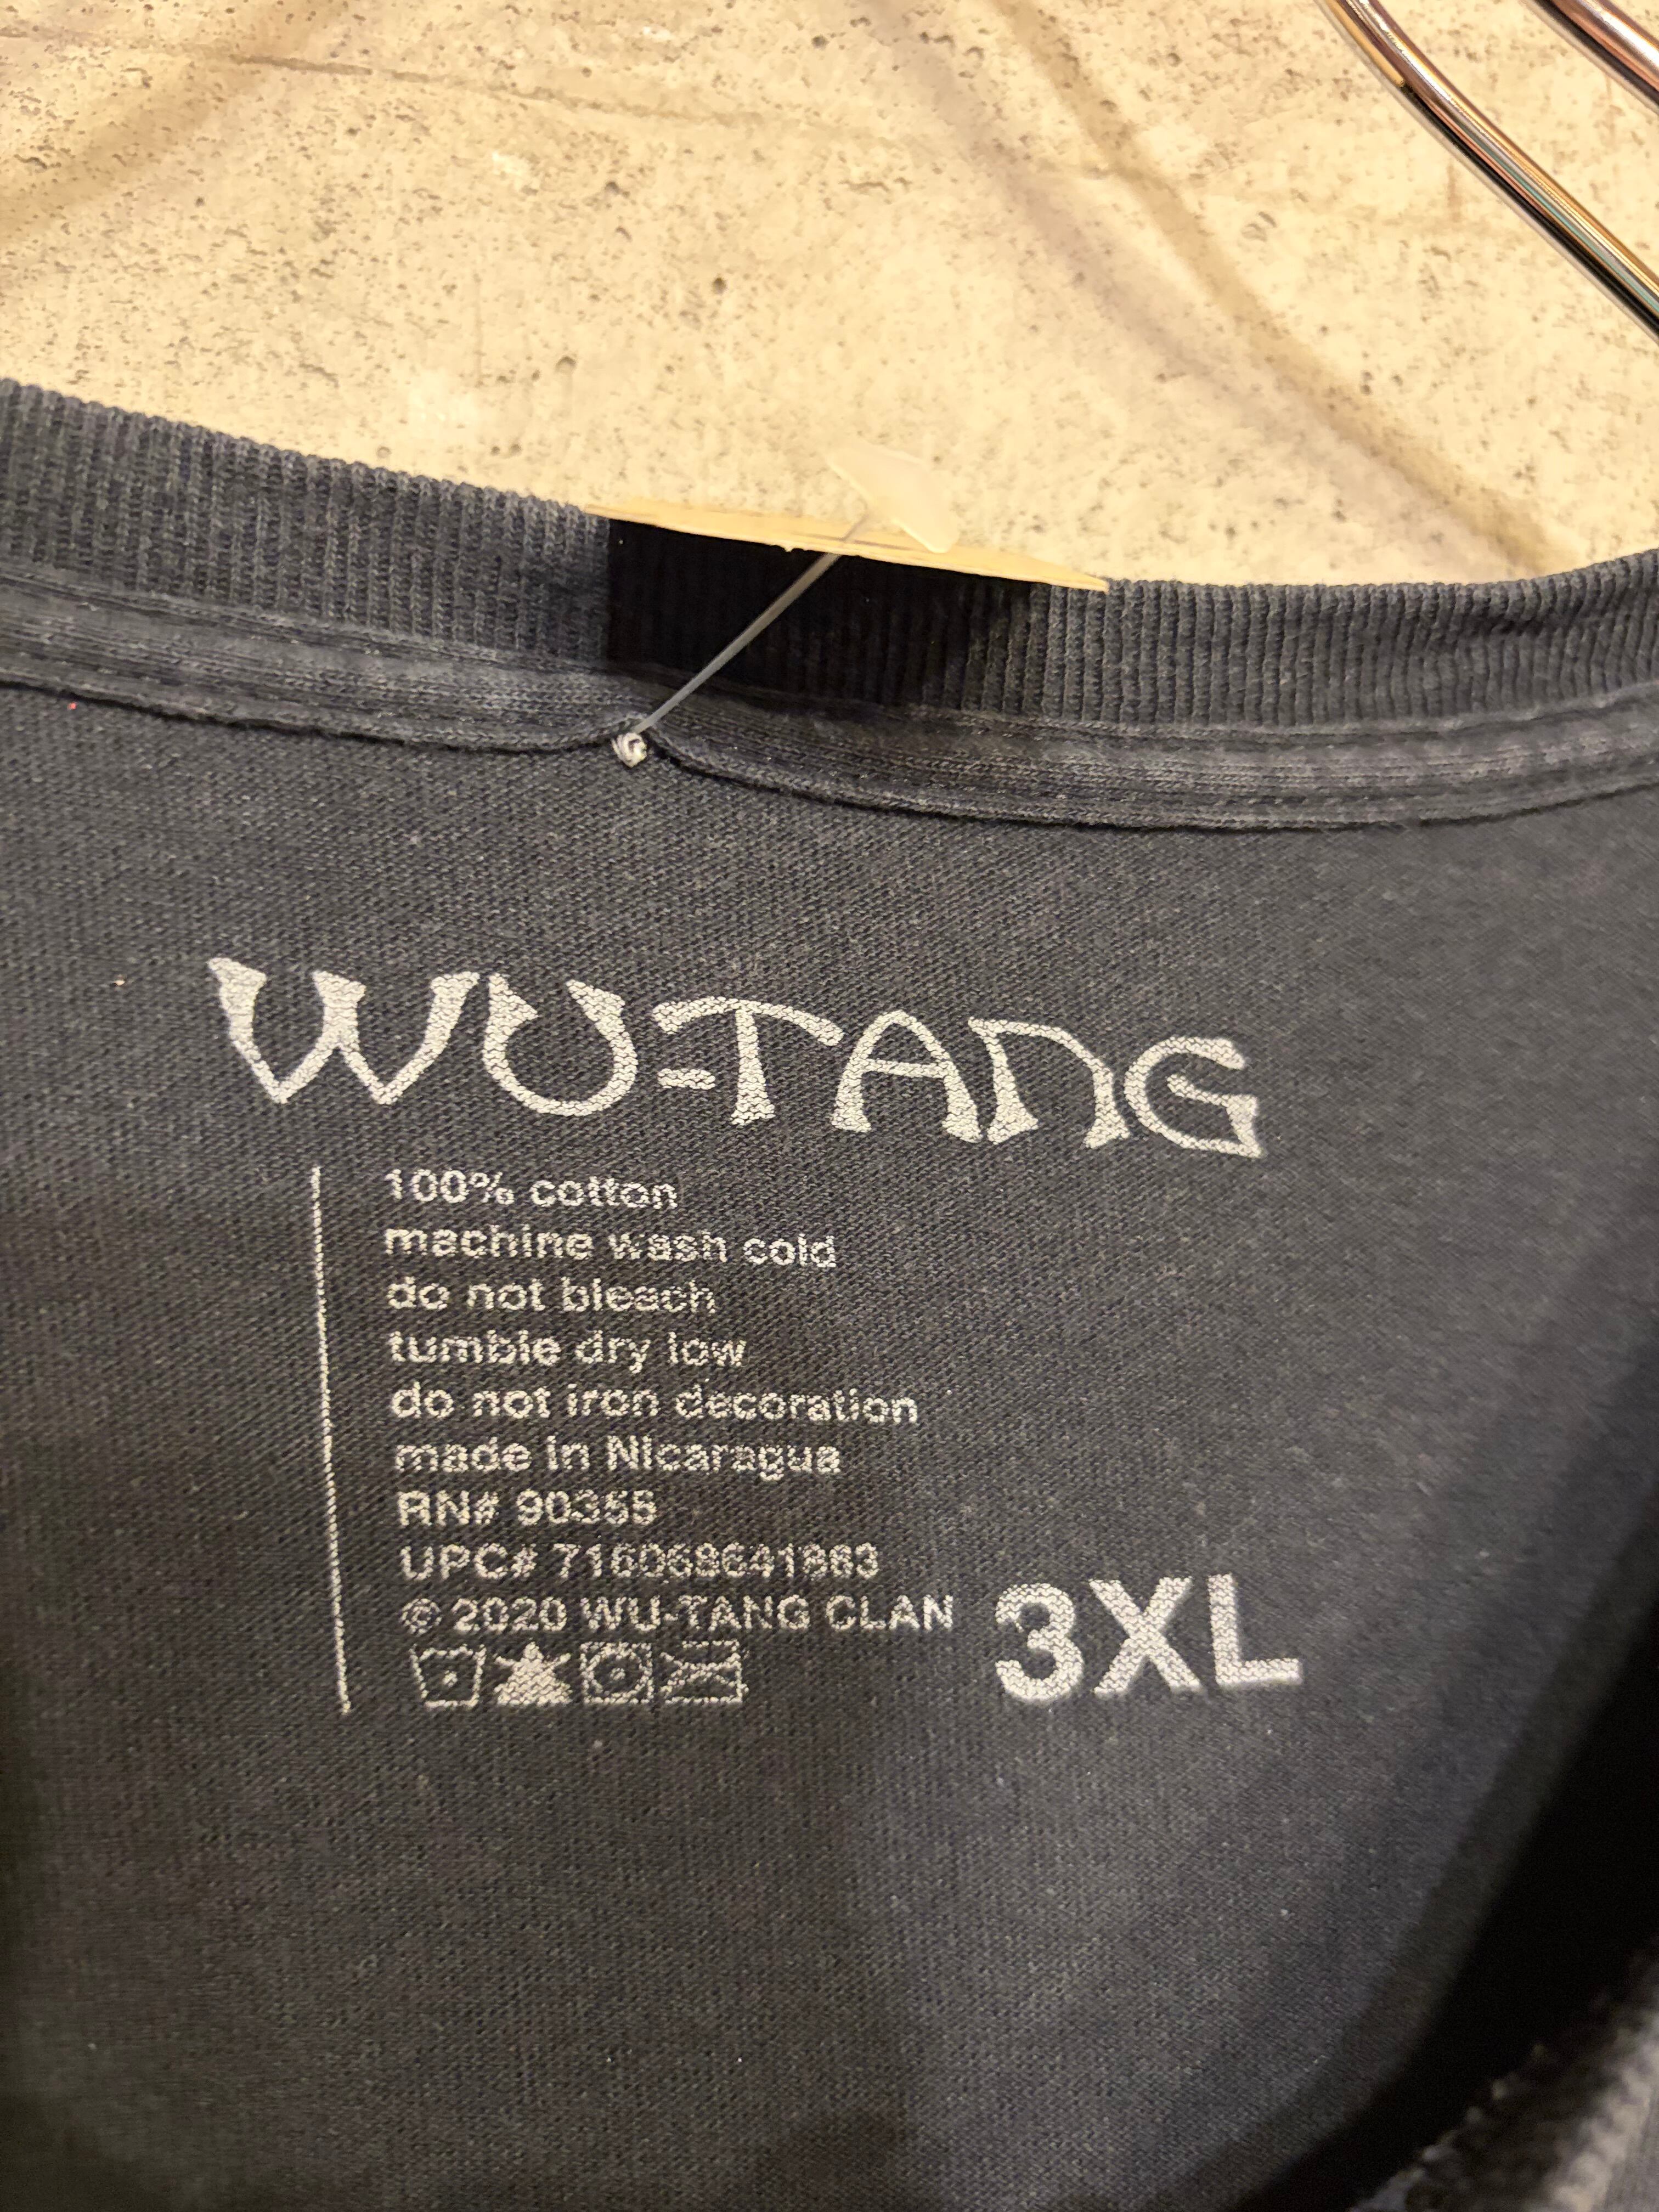 WU-TANG
100% cotton
machine wash cold
do not bleach
tumble dry low
do not iron decoration
made in Nicaragua
RN# 90355
UPC# 716068641863
© 2020 WU-TANG CLAN
3XL